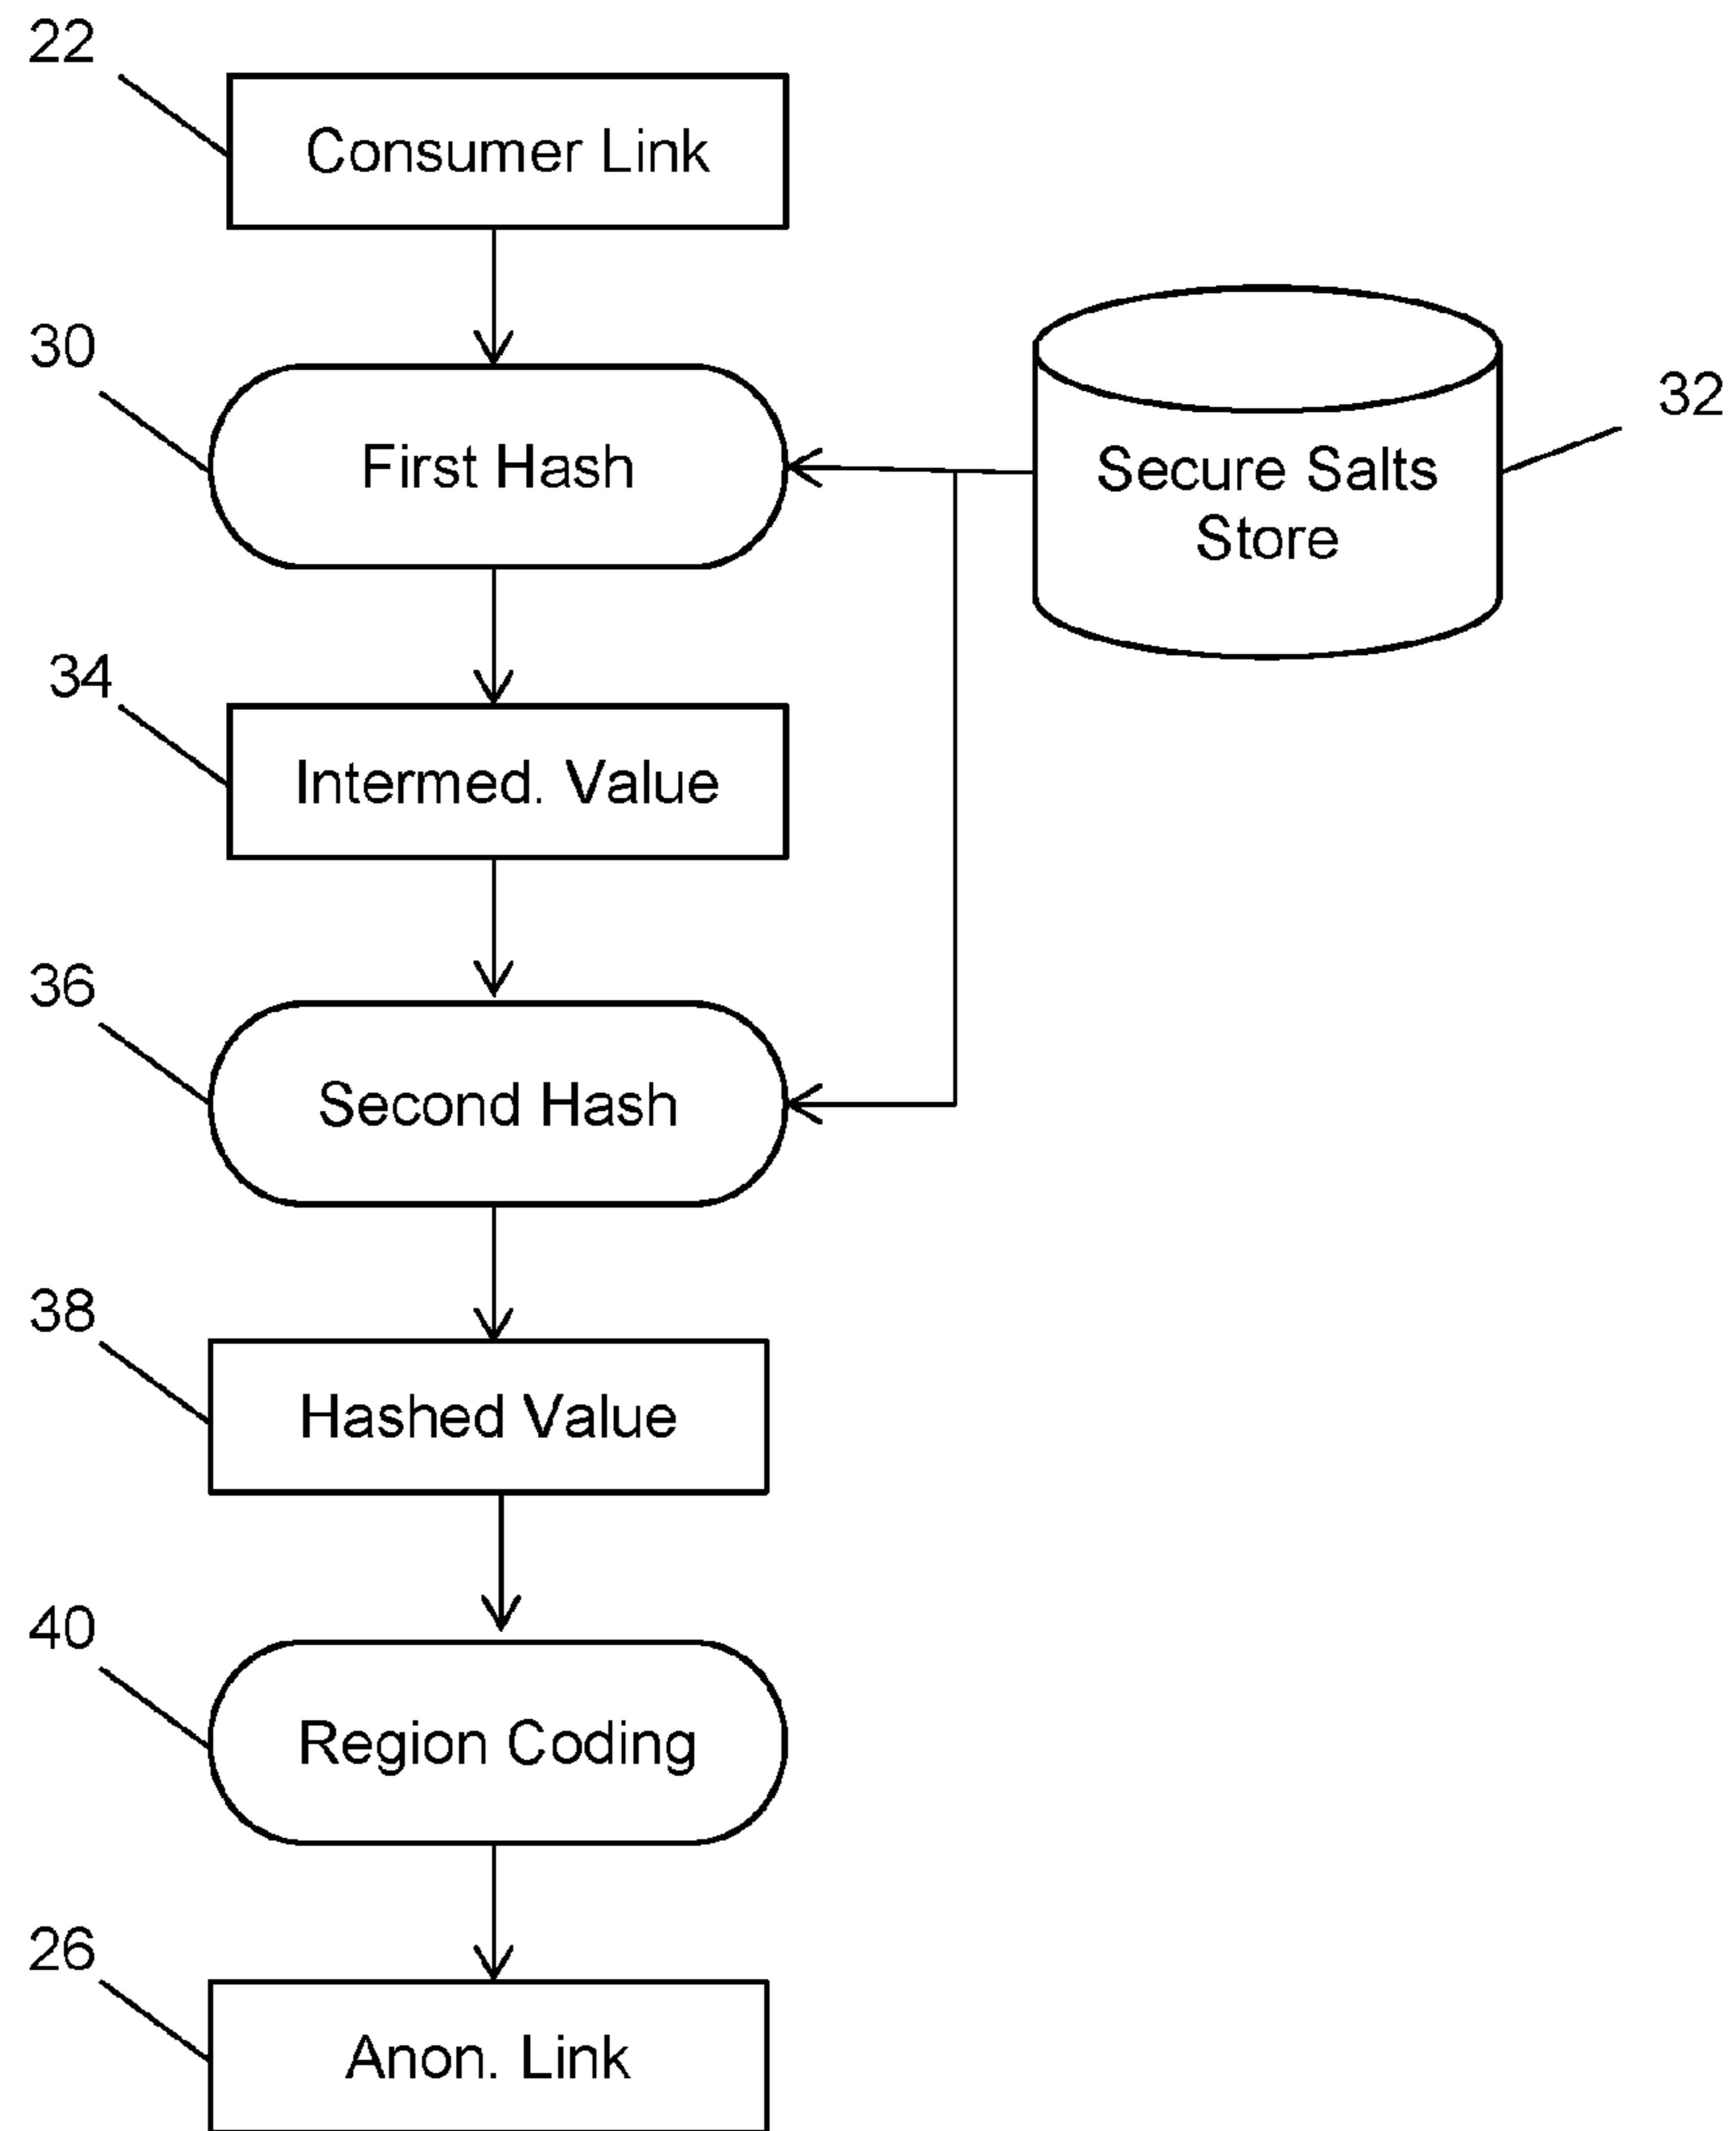 22
Consumer Link
30
First Hash
32
Secure Salts
Store
34
Intermed. Value
36
Second Hash
38
Hashed Value
40
Region Coding
26
Anon. Link